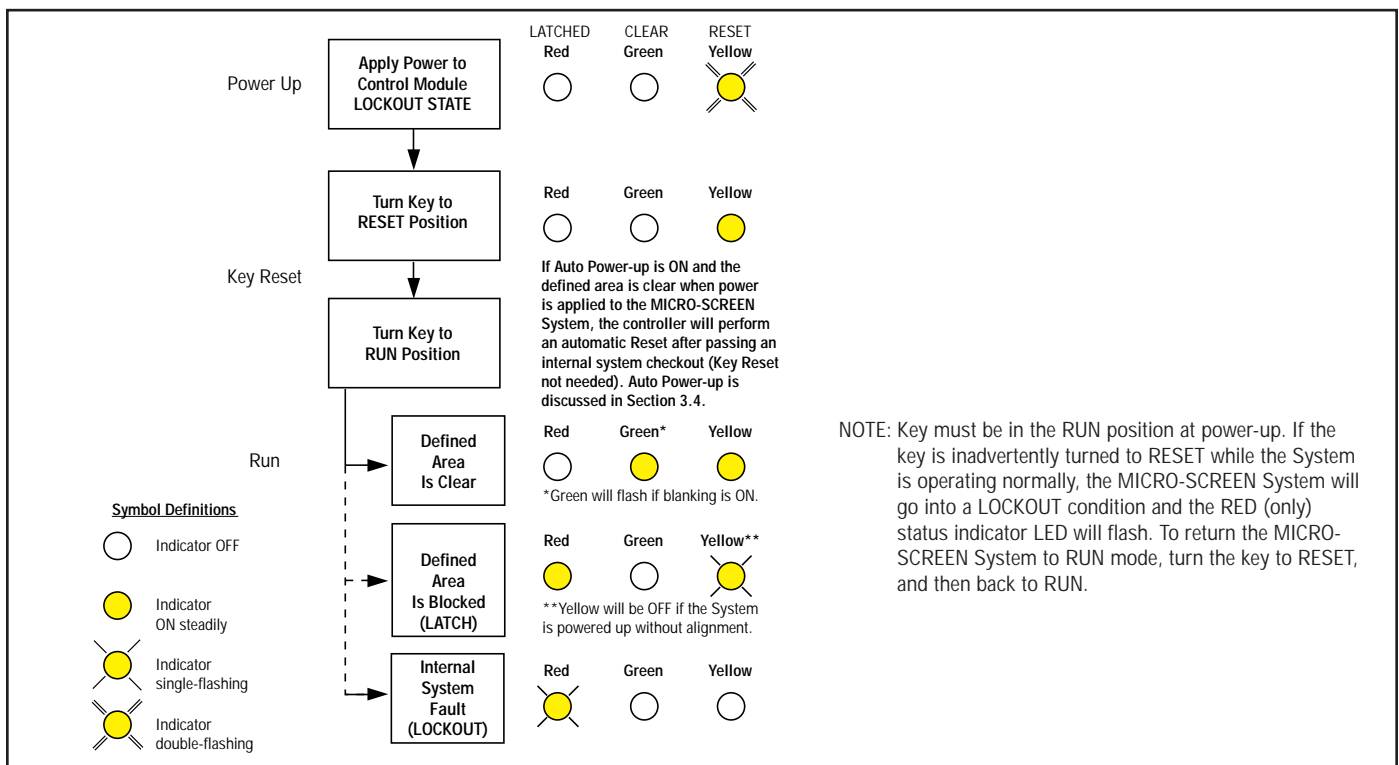 LATCHED CLEAR RESET
Red Green Yellow
Power Up
Apply Power to
Control Module
LOCKOUT STATE
Turn Key to
RESET Position
Red Green Yellow
Key Reset
If Auto Power-up is ON and the
defined area is clear when power
is applied to the MICRO-SCREEN
System, the controller will perform
an automatic Reset after passing an
internal system checkout (Key Reset
not needed). Auto Power-up is
discussed in Section 3.4.
Turn Key to
RUN Position
Run
Defined
Area
Is Clear
Red Green* Yellow
*Green will flash if blanking is ON.
Defined
Area
Is Blocked
(LATCH)
Red Green Yellow**
**Yellow will be OFF if the System
is powered up without alignment.
Internal
System
Fault
(LOCKOUT)
Red Green Yellow
Symbol Definitions
Indicator OFF
Indicator
ON steadily
Indicator
single-flashing
Indicator
double-flashing
NOTE: Key must be in the RUN position at power-up. If the
key is inadvertently turned to RESET while the System
is operating normally, the MICRO-SCREEN System will
go into a LOCKOUT condition and the RED (only)
status indicator LED will flash. To return the MICRO-
SCREEN System to RUN mode, turn the key to RESET,
and then back to RUN.